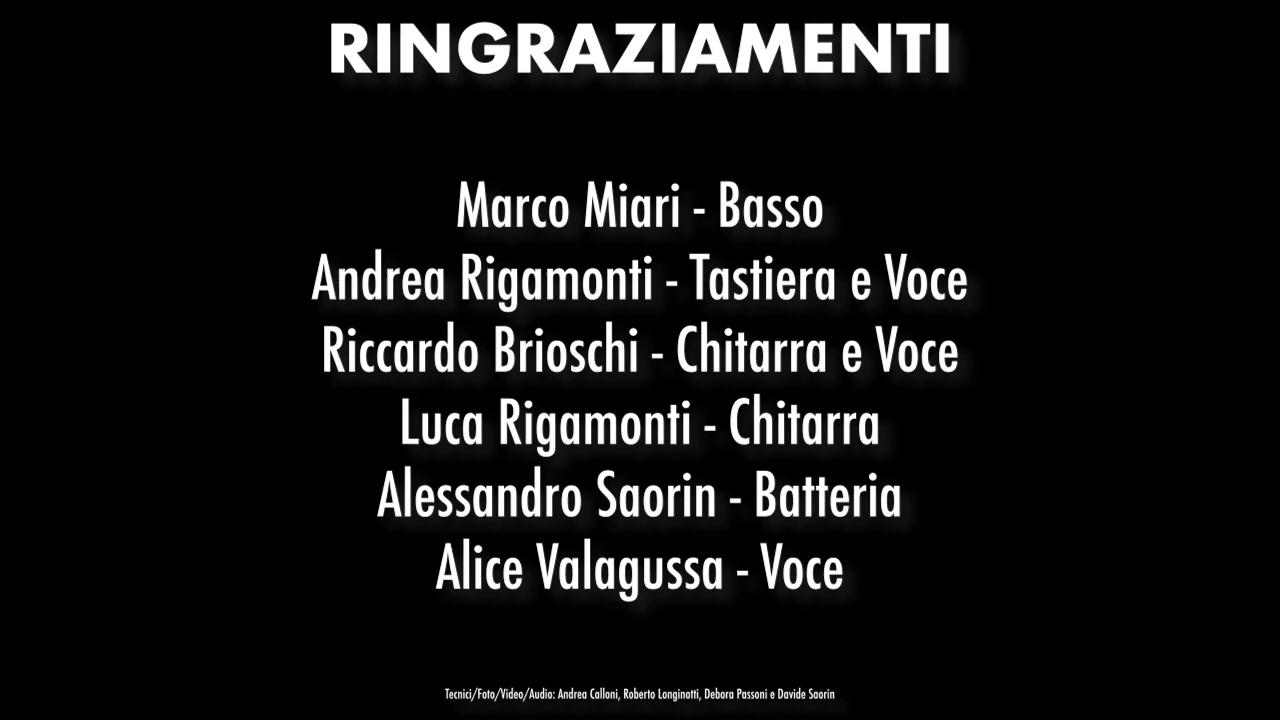 RINGRAZIAMENTI
Marco Miari - Basso
Andrea Rigamonti - Tastiera e Voce
Riccardo Brioschi - Chitarra e Voce
Luca Rigamonti - Chitarra
Alessandro Saorin - Batteria
Alice Valagussa - Voce
Tecnici/Foto/Video/Audio: Andrea Calloni, Roberto Longinotti, Debora Passoni e Davide Saorin